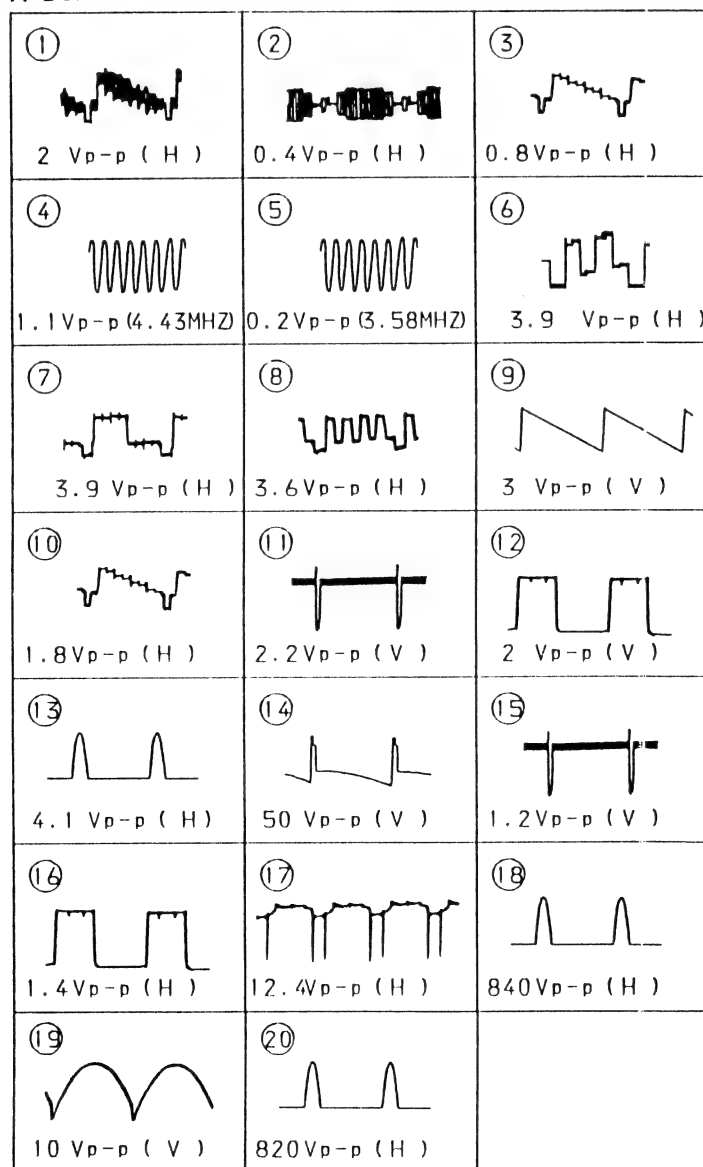 ① ② ③
2 Vp-p ( H ) 0.4Vp-p ( H ) 0.8Vp-p ( H )
④ ⑤ ⑥
1.1Vp-p (4.43MHZ) 0.2Vp-p (3.58MHZ) 3.9 Vp-p ( H )
⑦ ⑧ ⑨
3.9 Vp-p ( H ) 3.6Vp-p ( H ) 3 Vp-p ( V )
⑩ ⑪ ⑫
1.8Vp-p ( H ) 2.2Vp-p ( V ) 2 Vp-p ( V )
⑬ ⑭ ⑮
4.1 Vp-p ( H ) 50 Vp-p ( V ) 1.2Vp-p ( V )
⑯ ⑰ ⑱
1.4Vp-p ( H ) 12.4Vp-p ( H ) 840Vp-p ( H )
⑲ ⑳
10 Vp-p ( V ) 820Vp-p ( H )